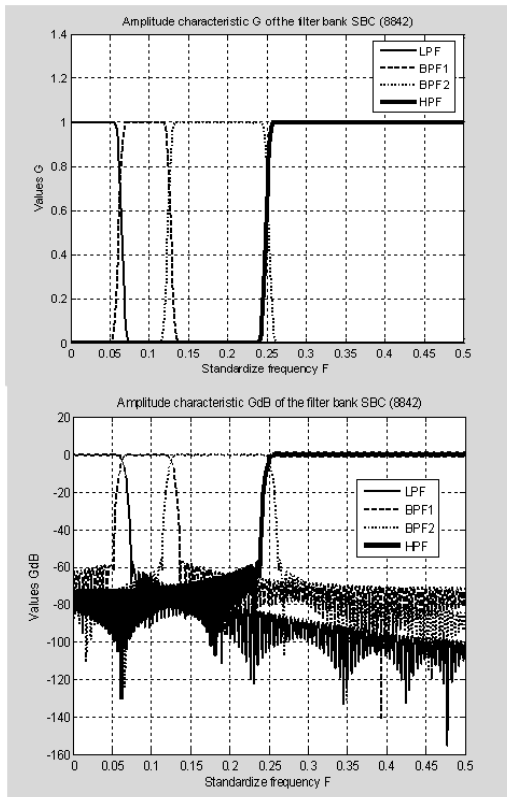 Amplitude characteristic G of the filter bank SBC (8842)
1.4
1.2
1
0.8
0.6
0.4
0.2
0
Values G
LPF
BPF1
BPF2
HPF
0 0.05 0.1 0.15 0.2 0.25 0.3 0.35 0.4 0.45 0.5
Standardize frequency F
Amplitude characteristic GdB of the filter bank SBC (8842)
20
0
-20
-40
-60
-80
-100
-120
-140
-160
Values GdB
LPF
BPF1
BPF2
HPF
0 0.05 0.1 0.15 0.2 0.25 0.3 0.35 0.4 0.45 0.5
Standardize frequency F